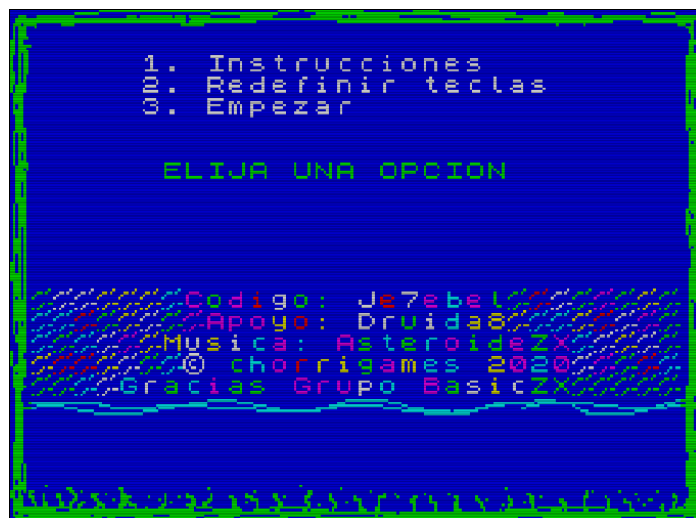 1. Instrucciones
2. Redefinir teclas
3. Empezar
ELIJA UNA OPCION
Codigo: Je7ebel
Apoyo: Druida8
Musica: AsteroideZX
© chorrigames 2020
Gracias Grupo BasicZX